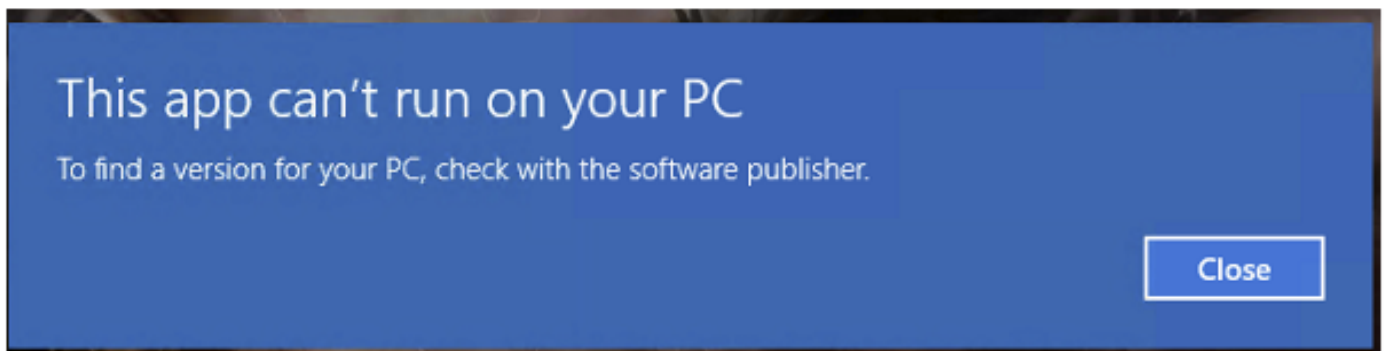 This app can't run on your PC
To find a version for your PC, check with the software publisher.
Close